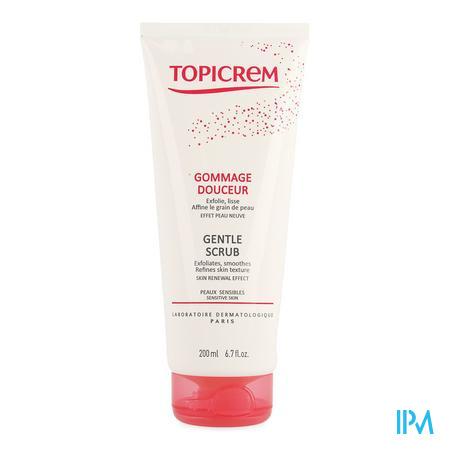 TOPICREM
GOMMAGE
DOUCEUR
Exfolie, lisse
Affine le grain de peau
EFFET PEAU NEUVE
GENTLE
SCRUB
Exfoliates, smoothes
Refines skin texture
SKIN RENEWAL EFFECT
PEAUX SENSIBLES
SENSITIVE SKIN
LABORATOIRE DERMATOLOGIQUE
PARIS
200 ml 6.7 fl.oz.
IPM